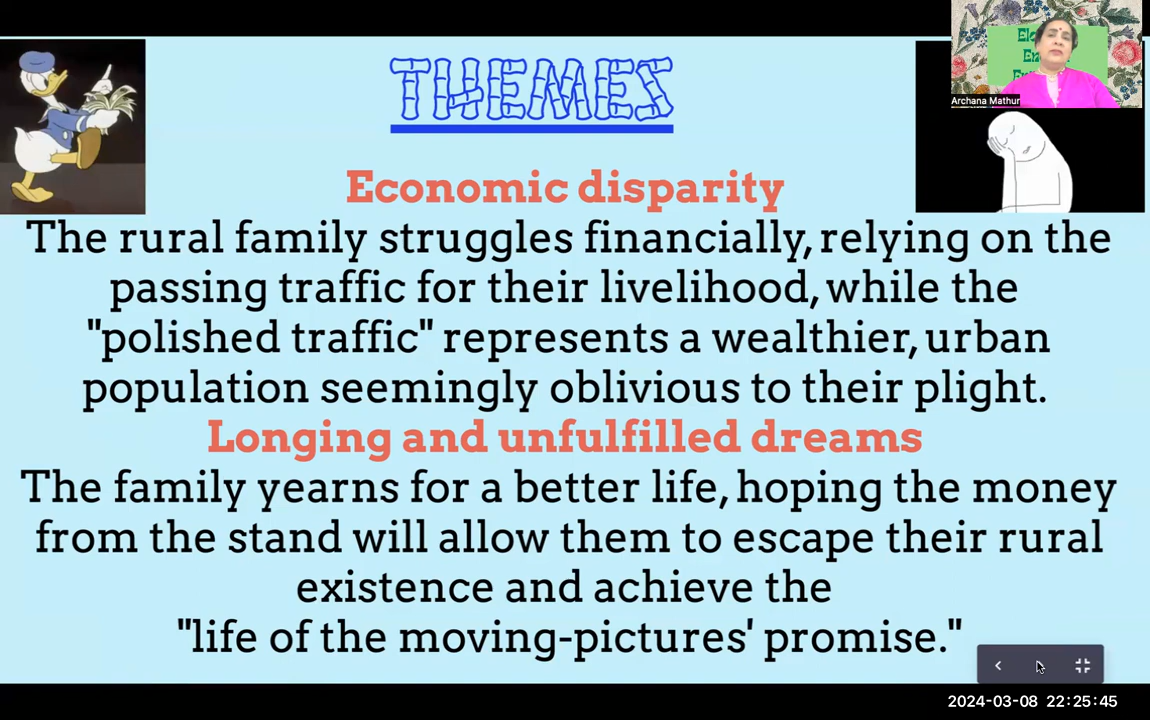 THEMES
Archana Mathur
Economic disparity
The rural family struggles financially, relying on the
passing traffic for their livelihood, while the
"polished traffic" represents a wealthier, urban
population seemingly oblivious to their plight.
Longing and unfulfilled dreams
The family yearns for a better life, hoping the money
from the stand will allow them to escape their rural
existence and achieve the
"life of the moving-pictures' promise."
2024-03-08 22:25:45